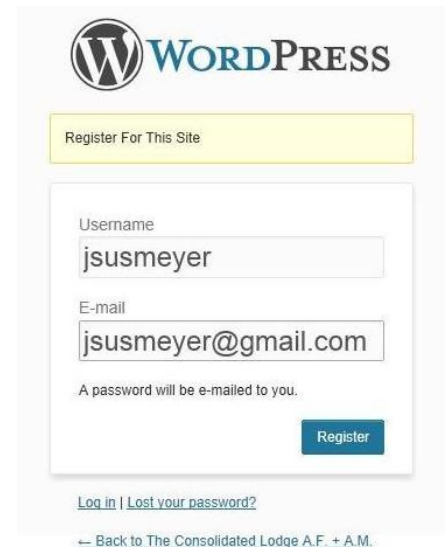 WORDPRESS
Register For This Site
Username
jsusmeyer
E-mail
jsusmeyer@gmail.com
A password will be e-mailed to you.
Register
Log in | Lost your password?
← Back to The Consolidated Lodge A.F. + A.M.